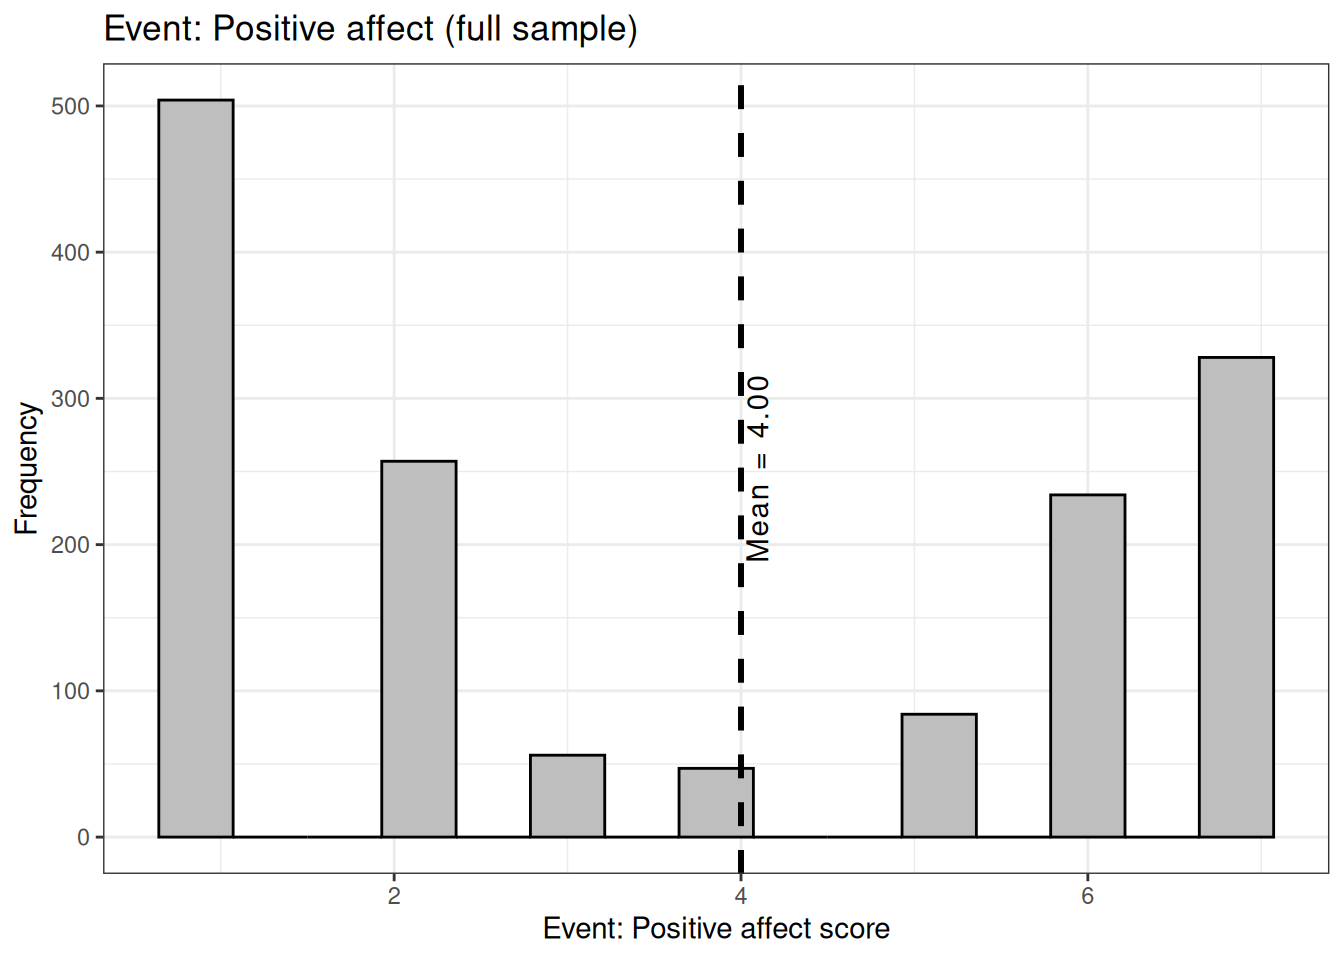 Event: Positive affect (full sample)
500
400
300
200
100
0
Frequency
Mean = 4.00
2
4
6
Event: Positive affect score